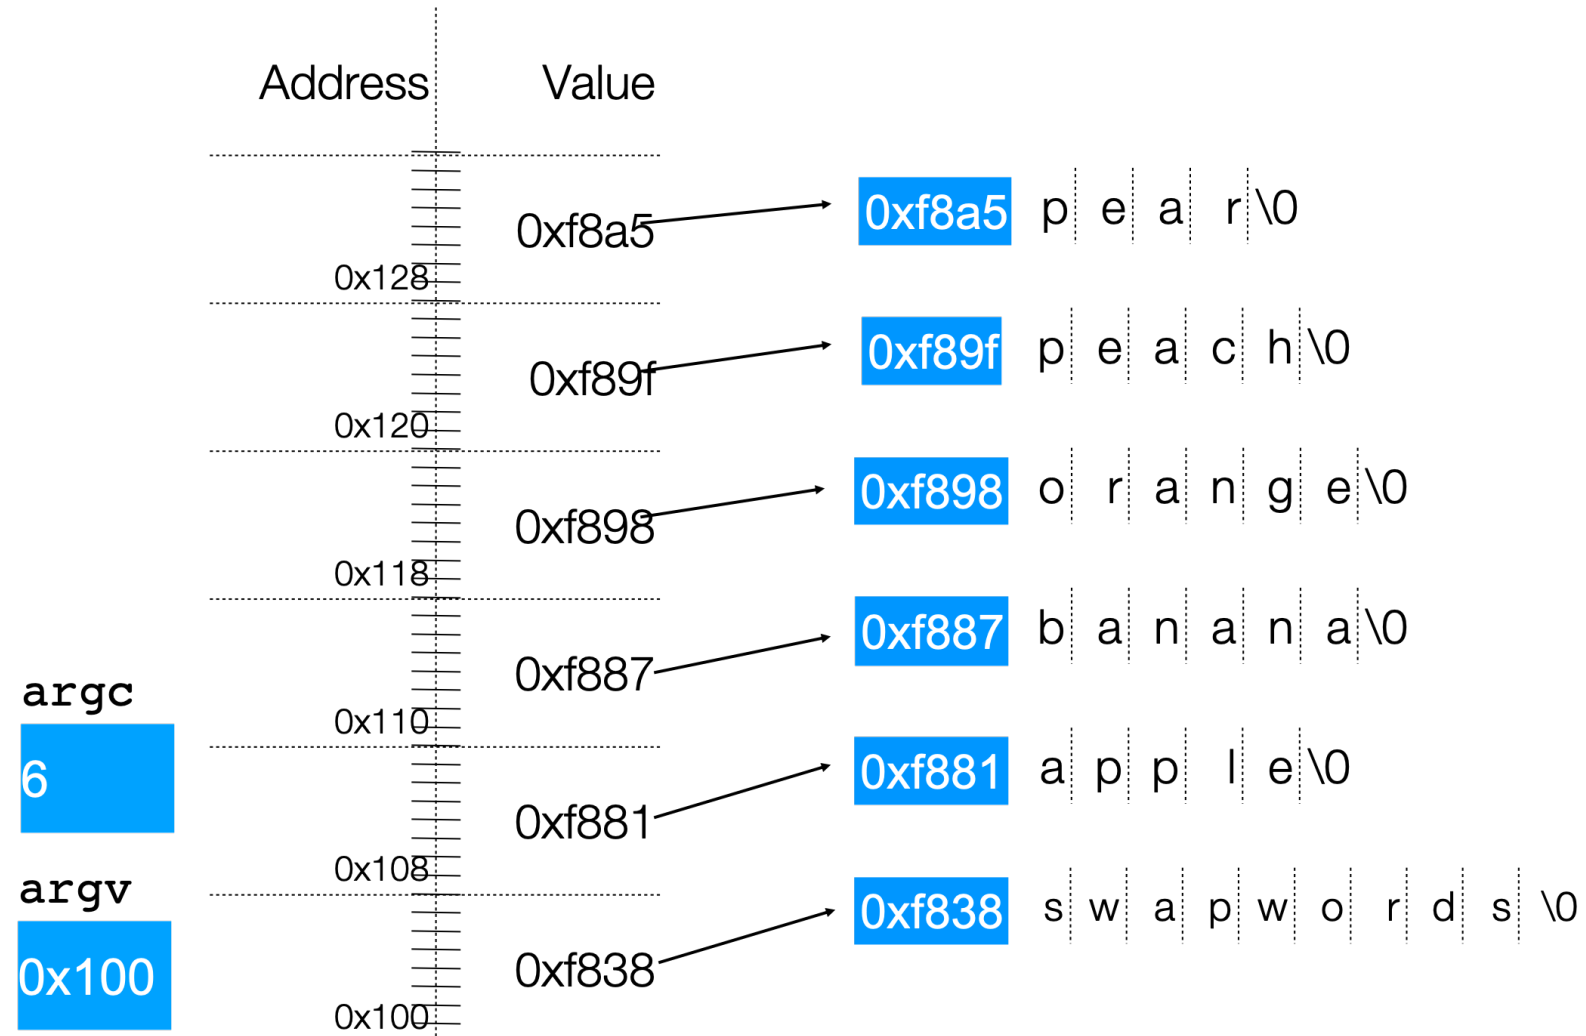 Address Value
0xf8a5 0xf8a5 p e a r \0
0x128
0xf89f 0xf89f p e a c h \0
0x120
0xf898 0xf898 o r a n g e \0
0x118
0xf887 0xf887 b a n a n a \0
argc
0x110
6
0xf881 0xf881 a p p l e \0
0x108
argv
0xf838 0xf838 s w a p w o r d s \0
0x100
0x100